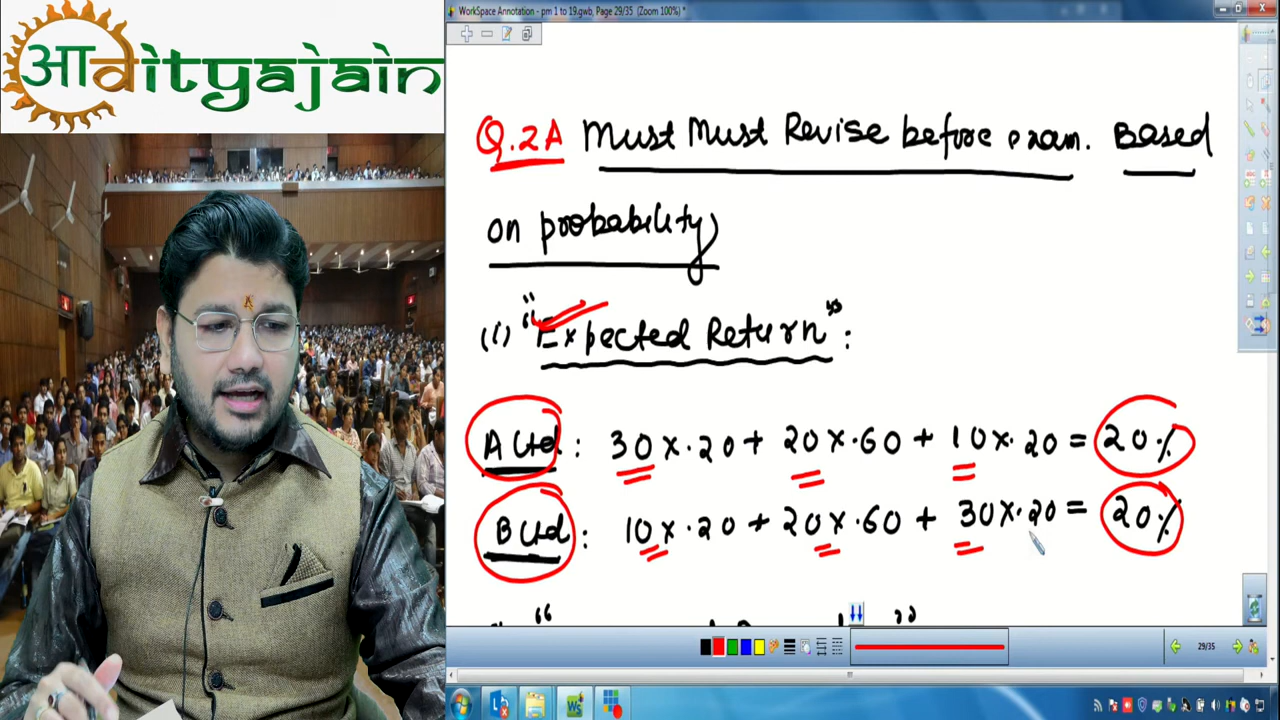 आdityajain
WorkSpace Annotation - pm 1 to 19.gwb, Page 29/35 (Zoom 100%) *
Q.2A Must Must Revise before exam. Based
on probability
(i) "Expected Return":
A Ltd: 30×.20+ 20×.60 + 10×.20 = 20%
B Ltd: 10×.20 + 20×.60 + 30×.20 = 20%
29/35